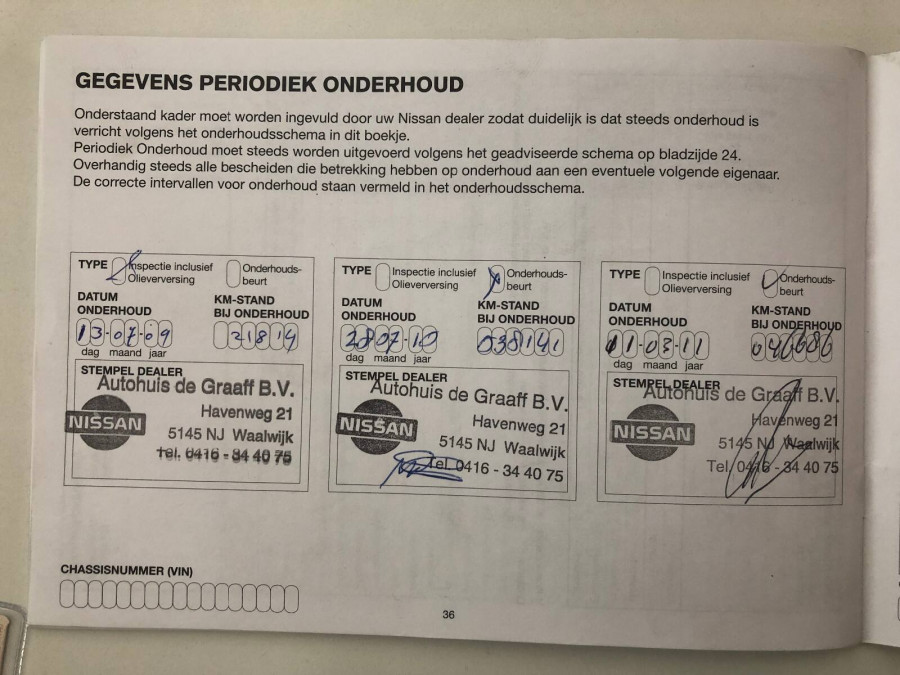 GEGEVENS PERIODIEK ONDERHOUD
Onderstaand kader moet worden ingevuld door uw Nissan dealer zodat duidelijk is dat steeds onderhoud is
verricht volgens het onderhoudsschema in dit boekje.
Periodiek Onderhoud moet steeds worden uitgevoerd volgens het geadviseerde schema op bladzijde 24.
Overhandig steeds alle bescheiden die betrekking hebben op onderhoud aan een eventuele volgende eigenaar.
De correcte intervallen voor onderhoud staan vermeld in het onderhoudsschema.
TYPE Inspectie inclusief Onderhouds-
Olieverversing beurt
DATUM KM-STAND
ONDERHOUD BIJ ONDERHOUD
13-07-09 21814
dag maand jaar
STEMPEL DEALER
Autohuis de Graaff B.V.
NISSAN
Havenweg 21
5145 NJ Waalwijk
tel. 0416 - 34 40 75
TYPE Inspectie inclusief Onderhouds-
Olieverversing beurt
DATUM KM-STAND
ONDERHOUD BIJ ONDERHOUD
2807-10 038141
dag maand jaar
STEMPEL DEALER
Autohuis de Graaff B.V.
NISSAN
Havenweg 21
5145 NJ Waalwijk
Tel. 0416 - 34 40 75
TYPE Inspectie inclusief Onderhouds-
Olieverversing beurt
DATUM KM-STAND
ONDERHOUD BIJ ONDERHOUD
11-03-11 046686
dag maand jaar
STEMPEL DEALER
Autohuis de Graaff B.V.
NISSAN
Havenweg 21
5145 NJ Waalwijk
Tel. 0416 - 34 40 75
CHASSISNUMMER (VIN)
36